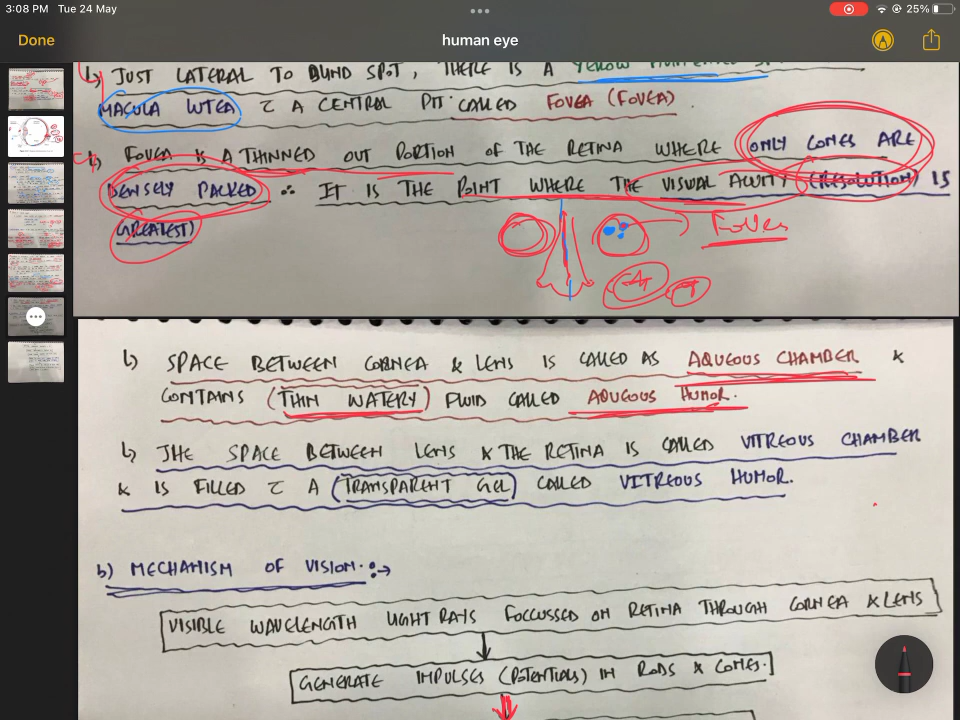 3:08 PM Tue 24 May
25%
Done
human eye
JUST LATERAL TO BLIND SPOT, THERE IS A YELLOW
MACULA LUTEA C A CENTRAL PIT CALLED FOVEA (FOVEA).
FOVEA IS A THINNED OUT PORTION OF THE RETINA WHERE ONLY CONES ARE
DENSELY PACKED ∴ IT IS THE POINT WHERE THE VISUAL ACUITY (RESOLUTION) IS
GREATEST)
Fovea
SPACE BETWEEN CORNEA & LENS IS CALLED AS AQUEOUS CHAMBER &
CONTAINS (THIN WATERY) FLUID CALLED AQUEOUS HUMOR.
THE SPACE BETWEEN LENS & THE RETINA IS CALLED VITREOUS CHAMBER
& IS FILLED C A (TRANSPARENT GEL) CALLED VITREOUS HUMOR.
b) MECHANISM OF VISION :→
VISIBLE WAVELENGTH LIGHT RAYS FOCCUSSED ON RETINA THROUGH CORNEA & LENS
GENERATE IMPULSES (POTENTIALS) IN RODS & CONES.